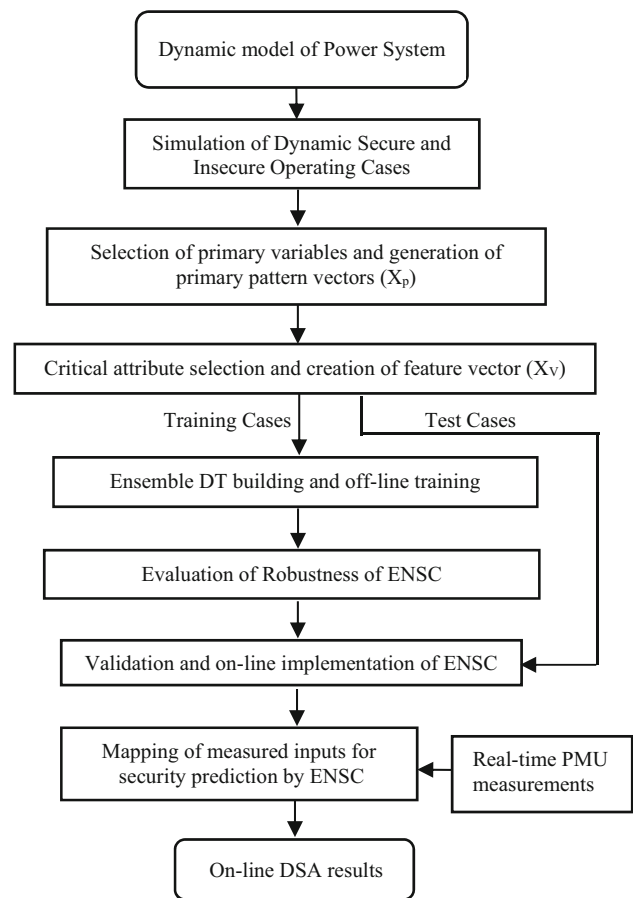 Dynamic model of Power System
Simulation of Dynamic Secure and
Insecure Operating Cases
Selection of primary variables and generation of
primary pattern vectors (Xp)
Critical attribute selection and creation of feature vector (XV)
Training Cases
Test Cases
Ensemble DT building and off-line training
Evaluation of Robustness of ENSC
Validation and on-line implementation of ENSC
Mapping of measured inputs for
security prediction by ENSC
Real-time PMU
measurements
On-line DSA results